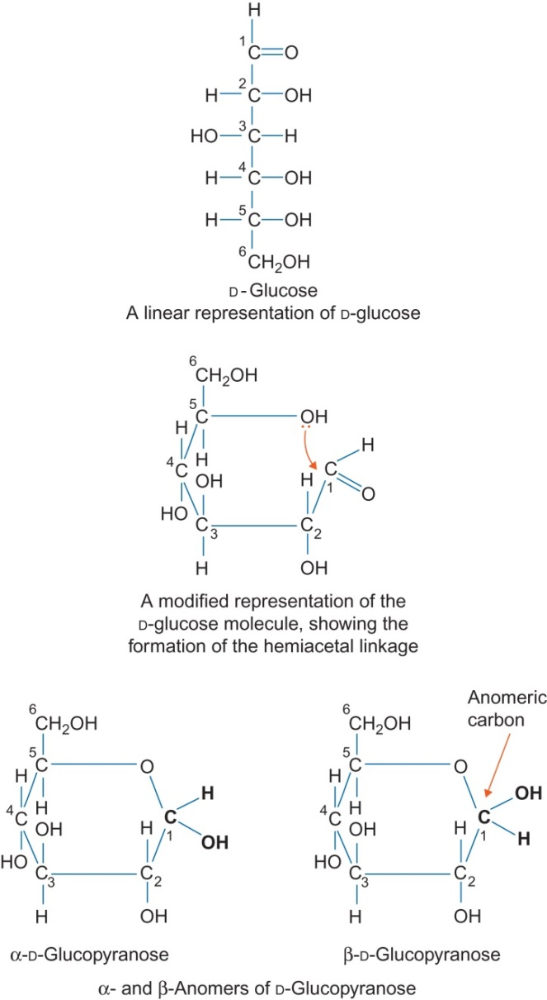 H
1
C=O
2
H—C—OH
3
HO—C—H
4
H—C—OH
5
H—C—OH
6
CH₂OH
D-Glucose
A linear representation of D-glucose
6
CH₂OH
5
C OH
H
H
4 C H C
OH H 1
O
HO
C₃ C₂
H OH
A modified representation of the
D-glucose molecule, showing the
formation of the hemiacetal linkage
Anomeric
carbon
6
CH₂OH
5
C O
H
H
4 C H C
OH H 1
OH
HO
C₃ C₂
H OH
6
CH₂OH
5
C O
H
OH
4 C H C
OH H 1
H
HO
C₃ C₂
H OH
α-D-Glucopyranose
β-D-Glucopyranose
α- and β-Anomers of D-Glucopyranose